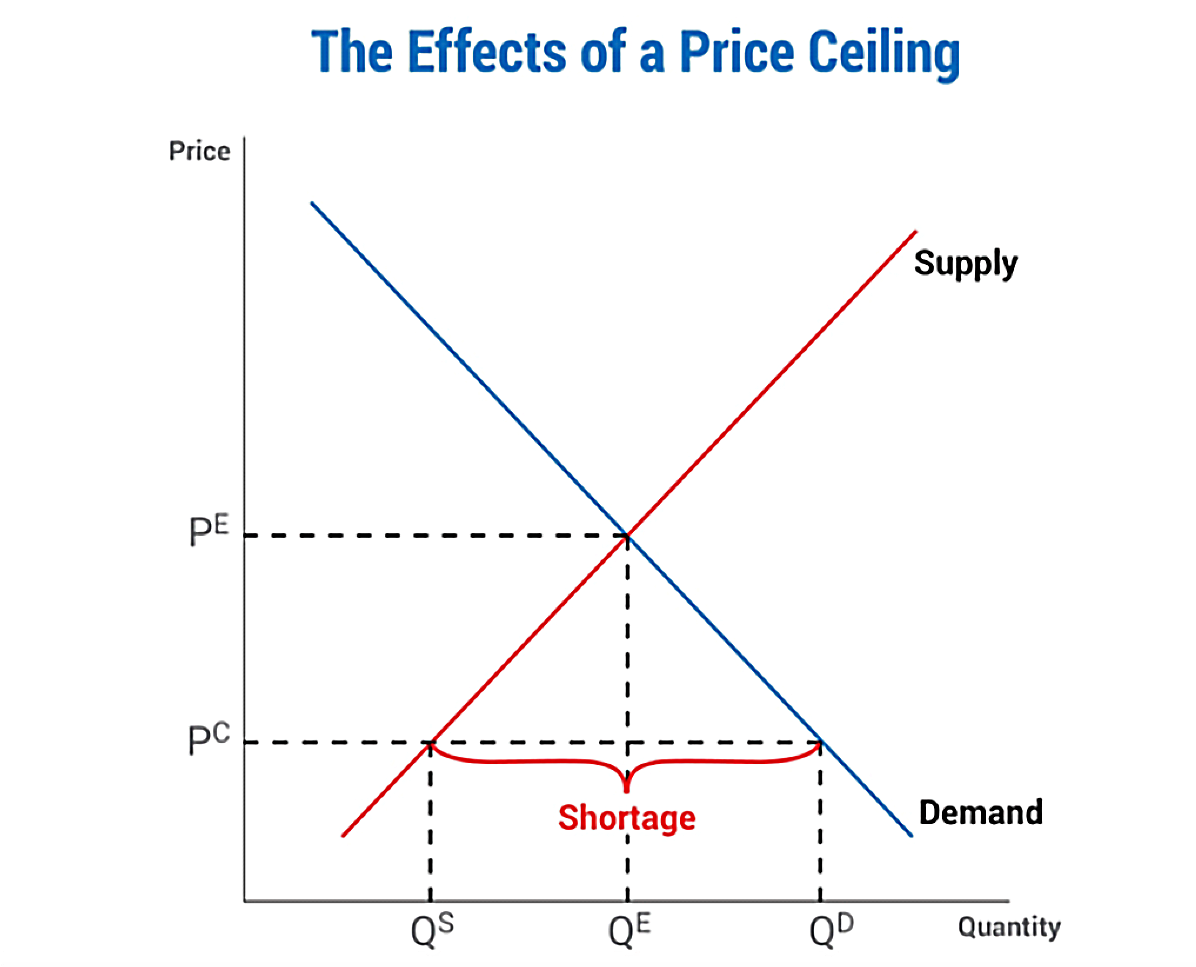 The Effects of a Price Ceiling
Price
Supply
Pᴱ
Pᶜ
Shortage
Demand
Qˢ
Qᴱ
Qᴰ
Quantity